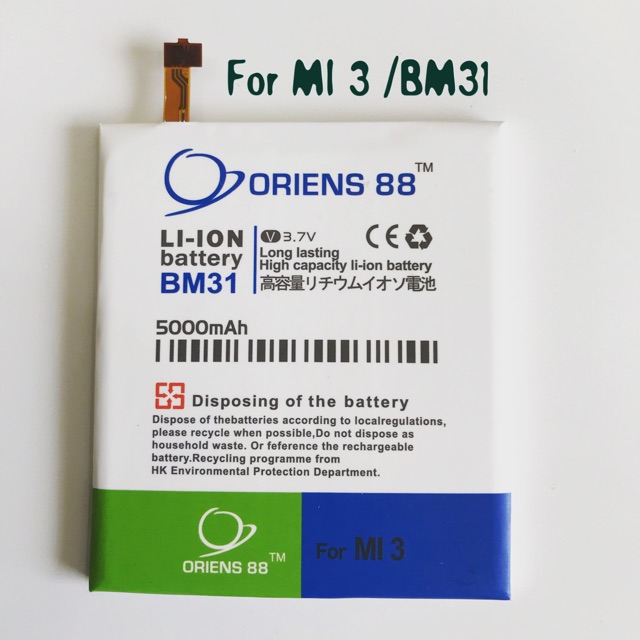 For MI 3 /BM31
ORIENS 88™
LI-ION
battery
BM31
V 3.7V
CE
Long lasting
High capacity li-ion battery
高容量リチウムイオソ電池
5000mAh
Disposing of the battery
Dispose of thebatteries according to localregulations,
please recycle when possible,Do not dispose as
household waste. Or reference the rechargeable
battery.Recycling programme from
HK Environmental Protection Department.
ORIENS 88™
For MI 3